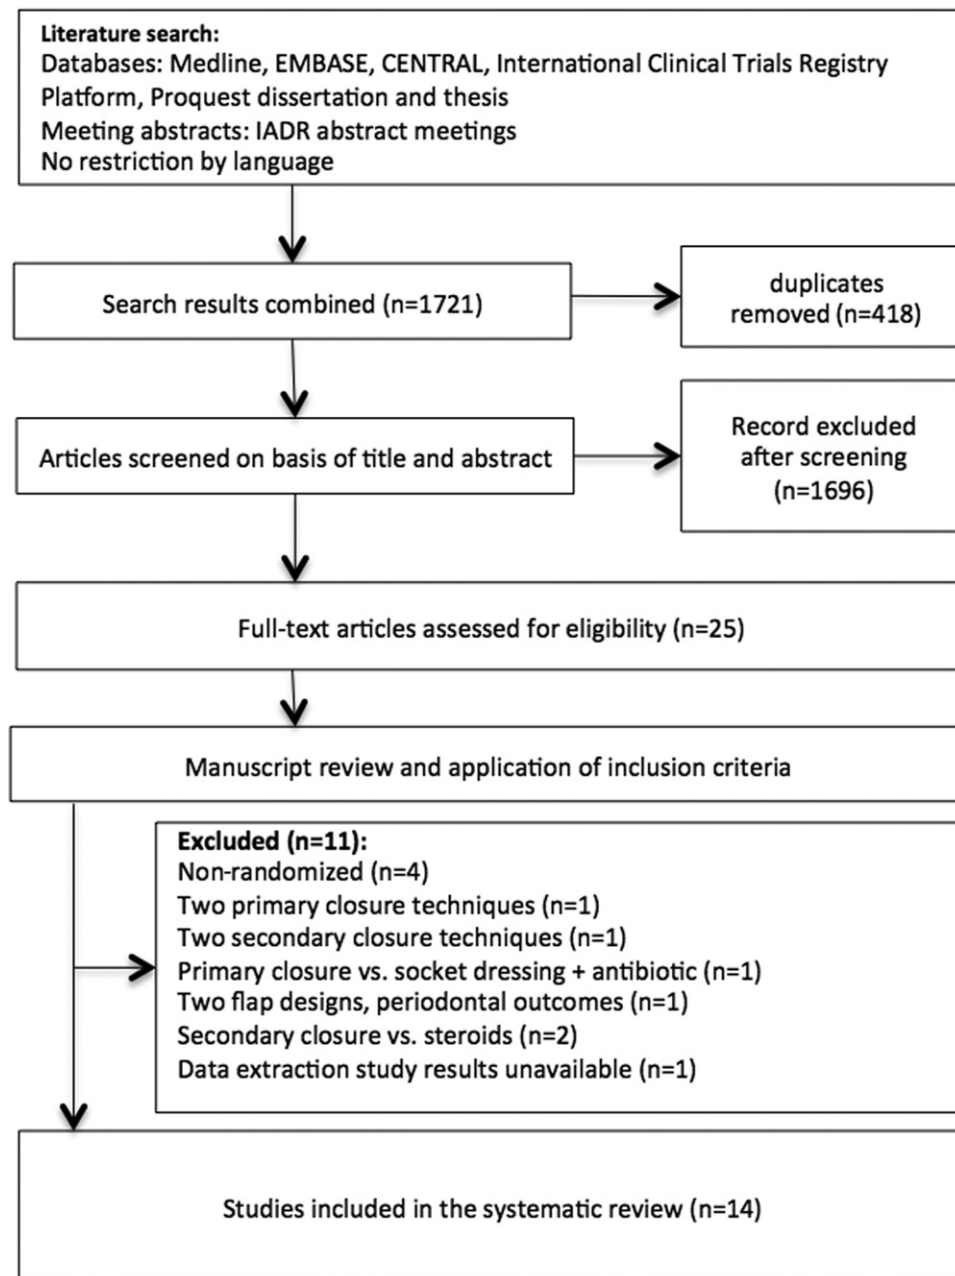 Literature search:
Databases: Medline, EMBASE, CENTRAL, International Clinical Trials Registry
Platform, Proquest dissertation and thesis
Meeting abstracts: IADR abstract meetings
No restriction by language
Search results combined (n=1721)
duplicates
removed (n=418)
Articles screened on basis of title and abstract
Record excluded
after screening
(n=1696)
Full-text articles assessed for eligibility (n=25)
Manuscript review and application of inclusion criteria
Excluded (n=11):
Non-randomized (n=4)
Two primary closure techniques (n=1)
Two secondary closure techniques (n=1)
Primary closure vs. socket dressing + antibiotic (n=1)
Two flap designs, periodontal outcomes (n=1)
Secondary closure vs. steroids (n=2)
Data extraction study results unavailable (n=1)
Studies included in the systematic review (n=14)